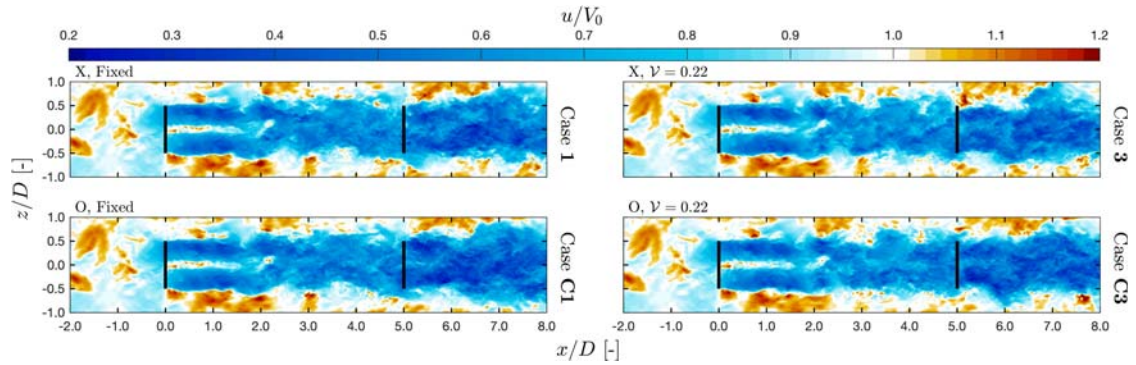 u/V₀
0.2 0.3 0.4 0.5 0.6 0.7 0.8 0.9 1.0 1.1 1.2
X, Fixed
X, 𝒱 = 0.22
1.0
0.5
0.0
-0.5
-1.0
Case 1
Case 3
z/D [-]
O, Fixed
O, 𝒱 = 0.22
1.0
0.5
0.0
-0.5
-1.0
Case C1
Case C3
-2.0 -1.0 0.0 1.0 2.0 3.0 4.0 5.0 6.0 7.0 8.0
-2.0 -1.0 0.0 1.0 2.0 3.0 4.0 5.0 6.0 7.0 8.0
x/D [-]